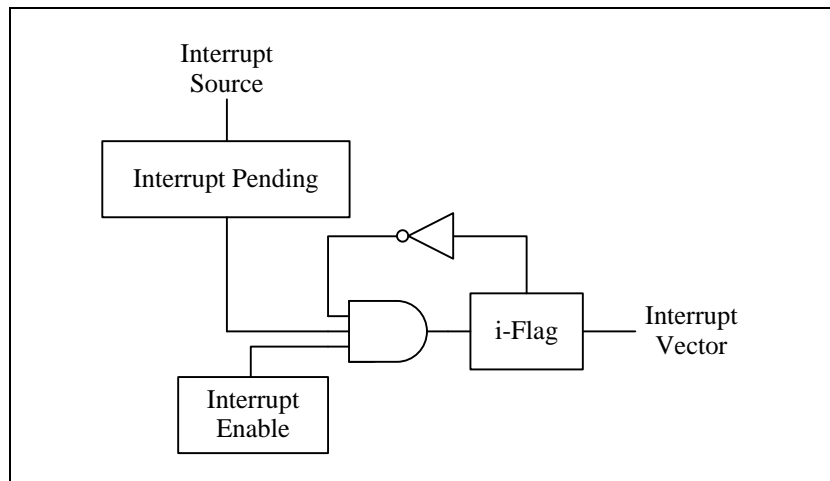 Interrupt
Source
Interrupt Pending
i-Flag
Interrupt
Vector
Interrupt
Enable